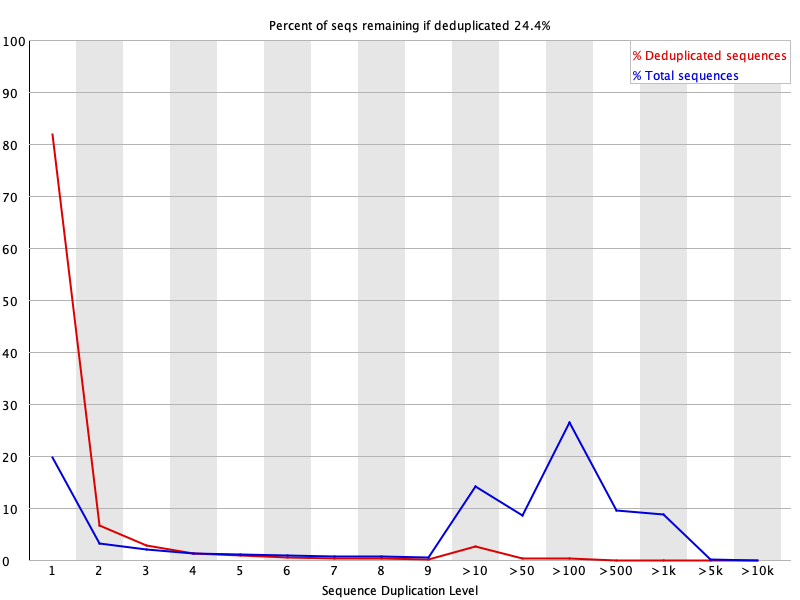 Percent of seqs remaining if deduplicated 24.4%
% Deduplicated sequences
% Total sequences
100
90
80
70
60
50
40
30
20
10
0
1 2 3 4 5 6 7 8 9 >10 >50 >100 >500 >1k >5k >10k
Sequence Duplication Level